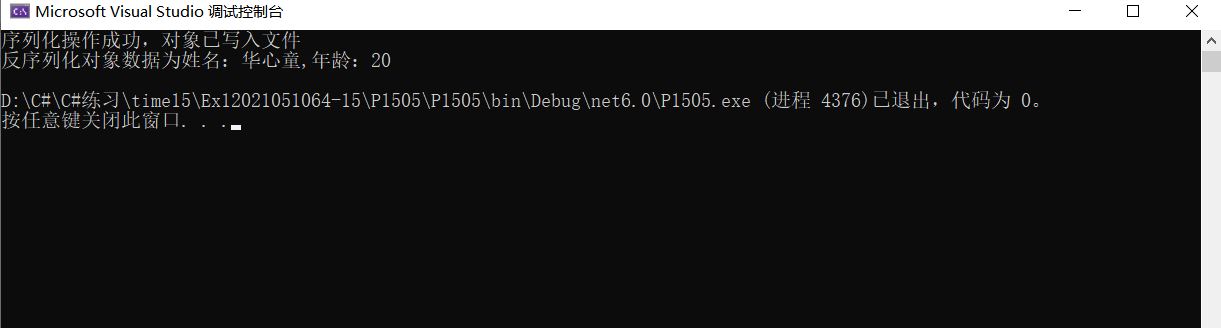 Microsoft Visual Studio 调试控制台
序列化操作成功，对象已写入文件
反序列化对象数据为姓名：华心童,年龄：20
D:\C#\C#练习\time15\Ex12021051064-15\P1505\P1505\bin\Debug\net6.0\P1505.exe (进程 4376)已退出，代码为 0。
按任意键关闭此窗口. . .